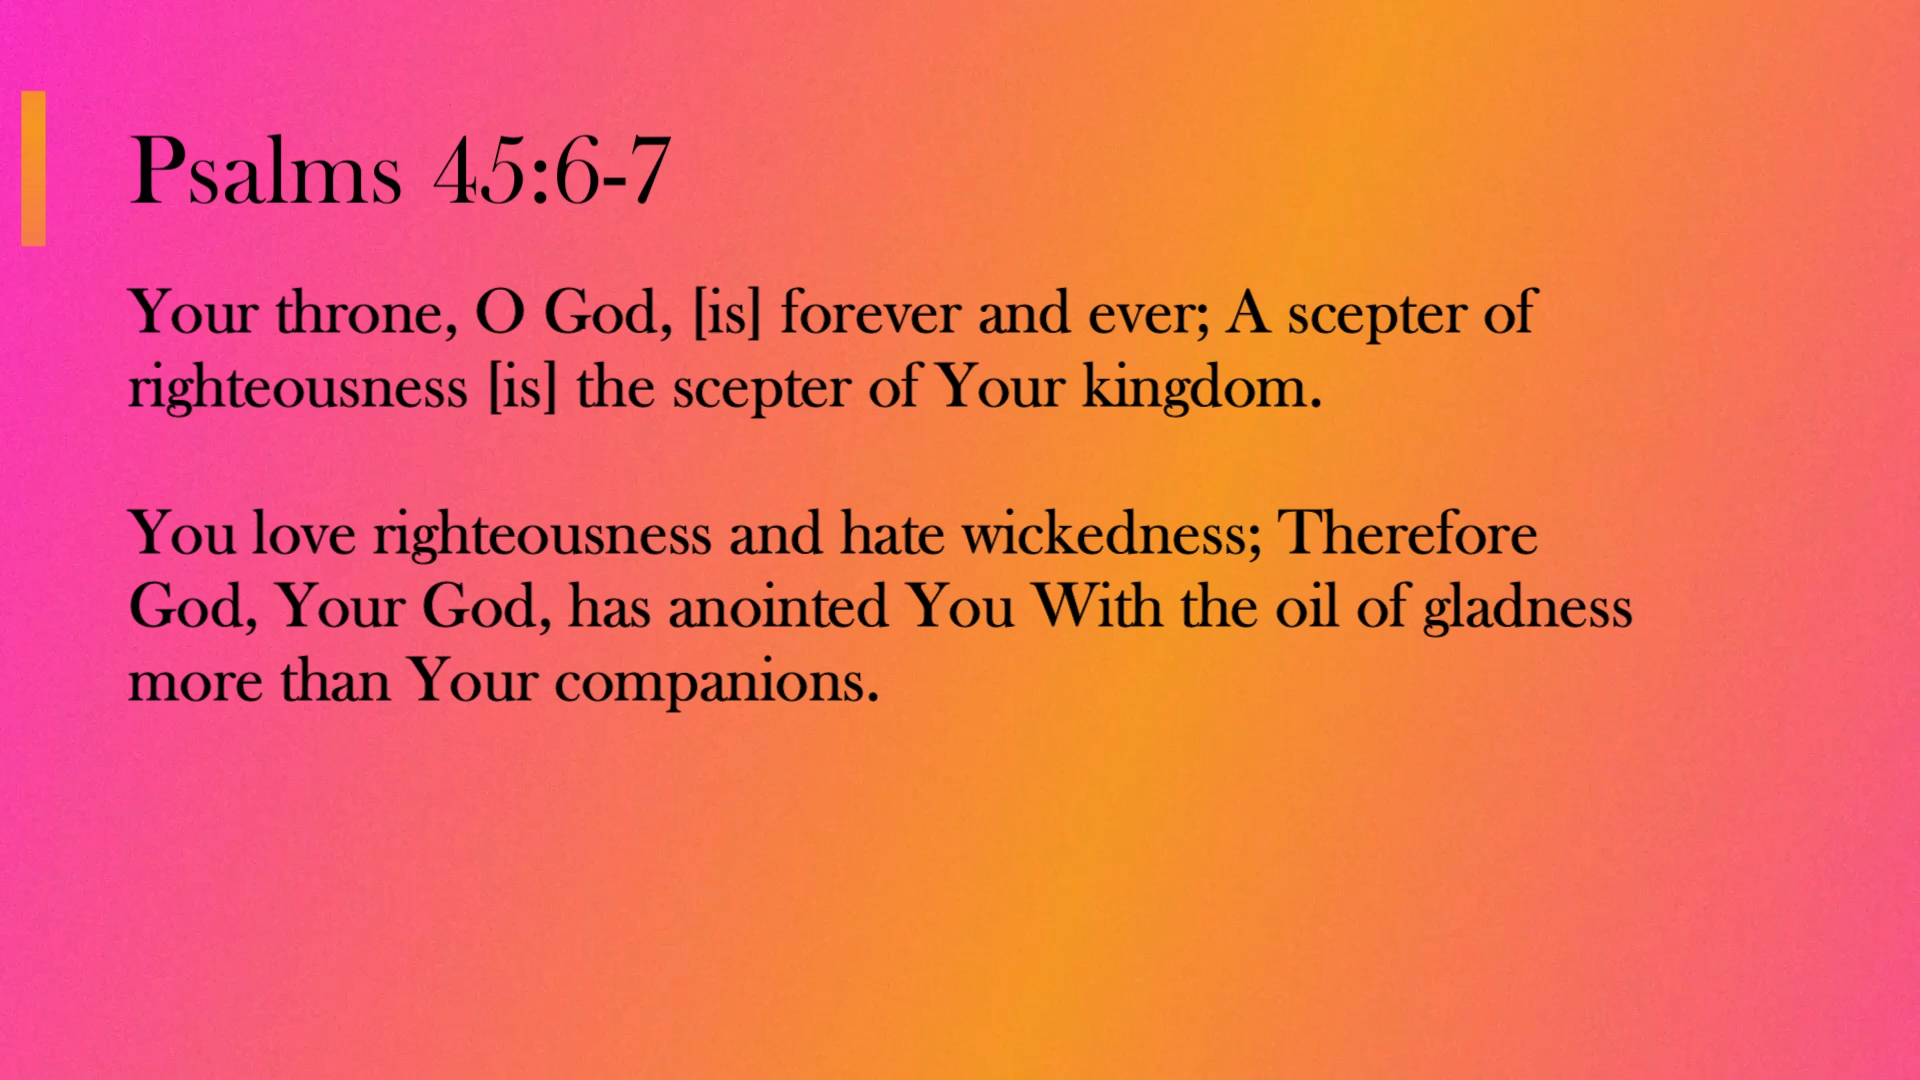 Psalms 45:6-7
Your throne, O God, [is] forever and ever; A scepter of
righteousness [is] the scepter of Your kingdom.
You love righteousness and hate wickedness; Therefore
God, Your God, has anointed You With the oil of gladness
more than Your companions.